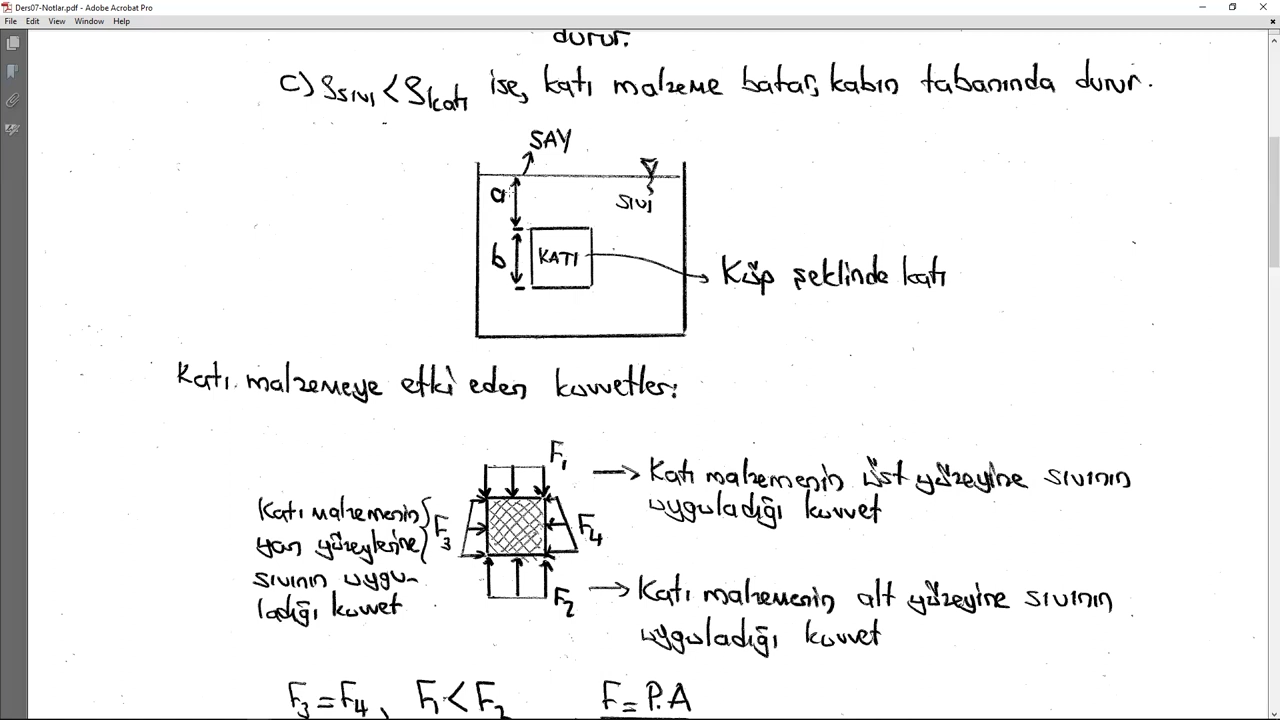 Ders07-Notlar.pdf - Adobe Acrobat Pro
File Edit View Window Help
durur.
c) ρsıvı < ρkatı ise, katı malzeme batar, kabın tabanında durur.
SAY
a
sıvı
b
KATI
Küp şeklinde katı
Katı malzemeye etki eden kuvvetler:
F₁ → Katı malzemenin üst yüzeyine sıvının
uyguladığı kuvvet
Katı malzemenin
yan yüzeylerine
sıvının uygu-
ladığı kuvvet
F₃
F₄
F₂ → Katı malzemenin alt yüzeyine sıvının
uyguladığı kuvvet
F₃ = F₄, F₁ < F₂ F = P.A